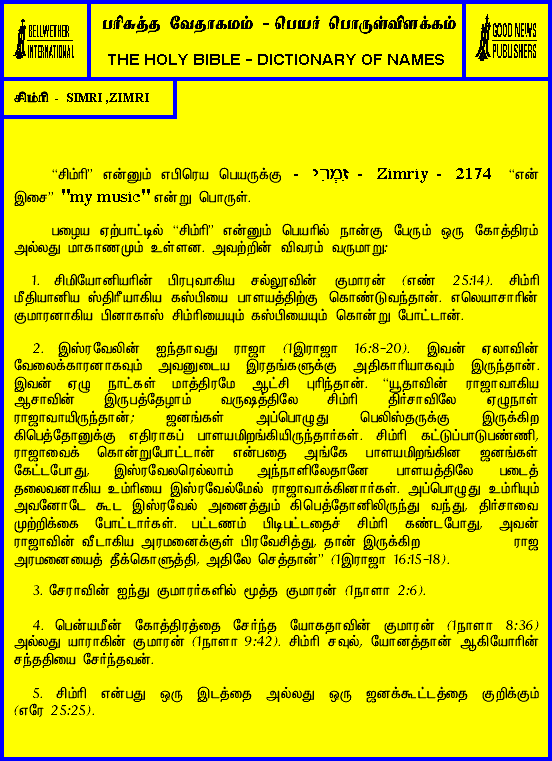 BELLWETHER
INTERNATIONAL
பரிசுத்த வேதாகமம் - பெயர் பொருள்விளக்கம்
THE HOLY BIBLE - DICTIONARY OF NAMES
GOOD NEWS
PUBLISHERS
சிம்ரி - SIMRI ,ZIMRI
“சிம்ரி” என்னும் எபிரெய பெயருக்கு - זִמְרִי - Zimriy - 2174 “என்
இசை” "my music" என்று பொருள்.
பழைய ஏற்பாட்டில் “சிம்ரி” என்னும் பெயரில் நான்கு பேரும் ஒரு கோத்திரம்
அல்லது மாகாணமும் உள்ளன. அவற்றின் விவரம் வருமாறு:
1. சிமியோனியரின் பிரபுவாகிய சல்லூவின் குமாரன் (எண் 25:14). சிம்ரி
மீதியானிய ஸ்திரீயாகிய கஸ்பியை பாளயத்திற்கு கொண்டுவந்தான். எலெயாசாரின்
குமாரனாகிய பினாகாஸ் சிம்ரியையும் கஸ்பியையும் கொன்று போட்டான்.
2. இஸ்ரவேலின் ஐந்தாவது ராஜா (1இராஜா 16:8-20). இவன் ஏலாவின்
வேலைக்காரனாகவும் அவனுடைய இரதங்களுக்கு அதிகாரியாகவும் இருந்தான்.
இவன் ஏழு நாட்கள் மாத்திரமே ஆட்சி புரிந்தான். “யூதாவின் ராஜாவாகிய
ஆசாவின் இருபத்தேழாம் வருஷத்திலே சிம்ரி திர்சாவிலே ஏழுநாள்
ராஜாவாயிருந்தான்; ஜனங்கள் அப்பொழுது பெலிஸ்தருக்கு இருக்கிற
கிபெத்தோனுக்கு எதிராகப் பாளயமிறங்கியிருந்தார்கள். சிம்ரி கட்டுப்பாடுபண்ணி,
ராஜாவைக் கொன்றுபோட்டான் என்பதை அங்கே பாளயமிறங்கின ஜனங்கள்
கேட்டபோது, இஸ்ரவேலரெல்லாம் அந்நாளிலேதானே பாளயத்திலே படைத்
தலைவனாகிய உம்ரியை இஸ்ரவேல்மேல் ராஜாவாக்கினார்கள். அப்பொழுது உம்ரியும்
அவனோடே கூட இஸ்ரவேல் அனைத்தும் கிபெத்தோனிலிருந்து வந்து, திர்சாவை
முற்றிக்கை போட்டார்கள். பட்டணம் பிடிபட்டதைச் சிம்ரி கண்டபோது, அவன்
ராஜாவின் வீடாகிய அரமனைக்குள் பிரவேசித்து, தான் இருக்கிற ராஜ
அரமனையைத் தீக்கொளுத்தி, அதிலே செத்தான்” (1இராஜா 16:15-18).
3. சேராவின் ஐந்து குமாரர்களில் மூத்த குமாரன் (1நாளா 2:6).
4. பென்யமீன் கோத்திரத்தை சேர்ந்த யோகதாவின் குமாரன் (1நாளா 8:36)
அல்லது யாராகின் குமாரன் (1நாளா 9:42). சிம்ரி சவுல், யோனத்தான் ஆகியோரின்
சந்ததியை சேர்ந்தவன்.
5. சிம்ரி என்பது ஒரு இடத்தை அல்லது ஒரு ஜனக்கூட்டத்தை குறிக்கும்
(எரே 25:25).